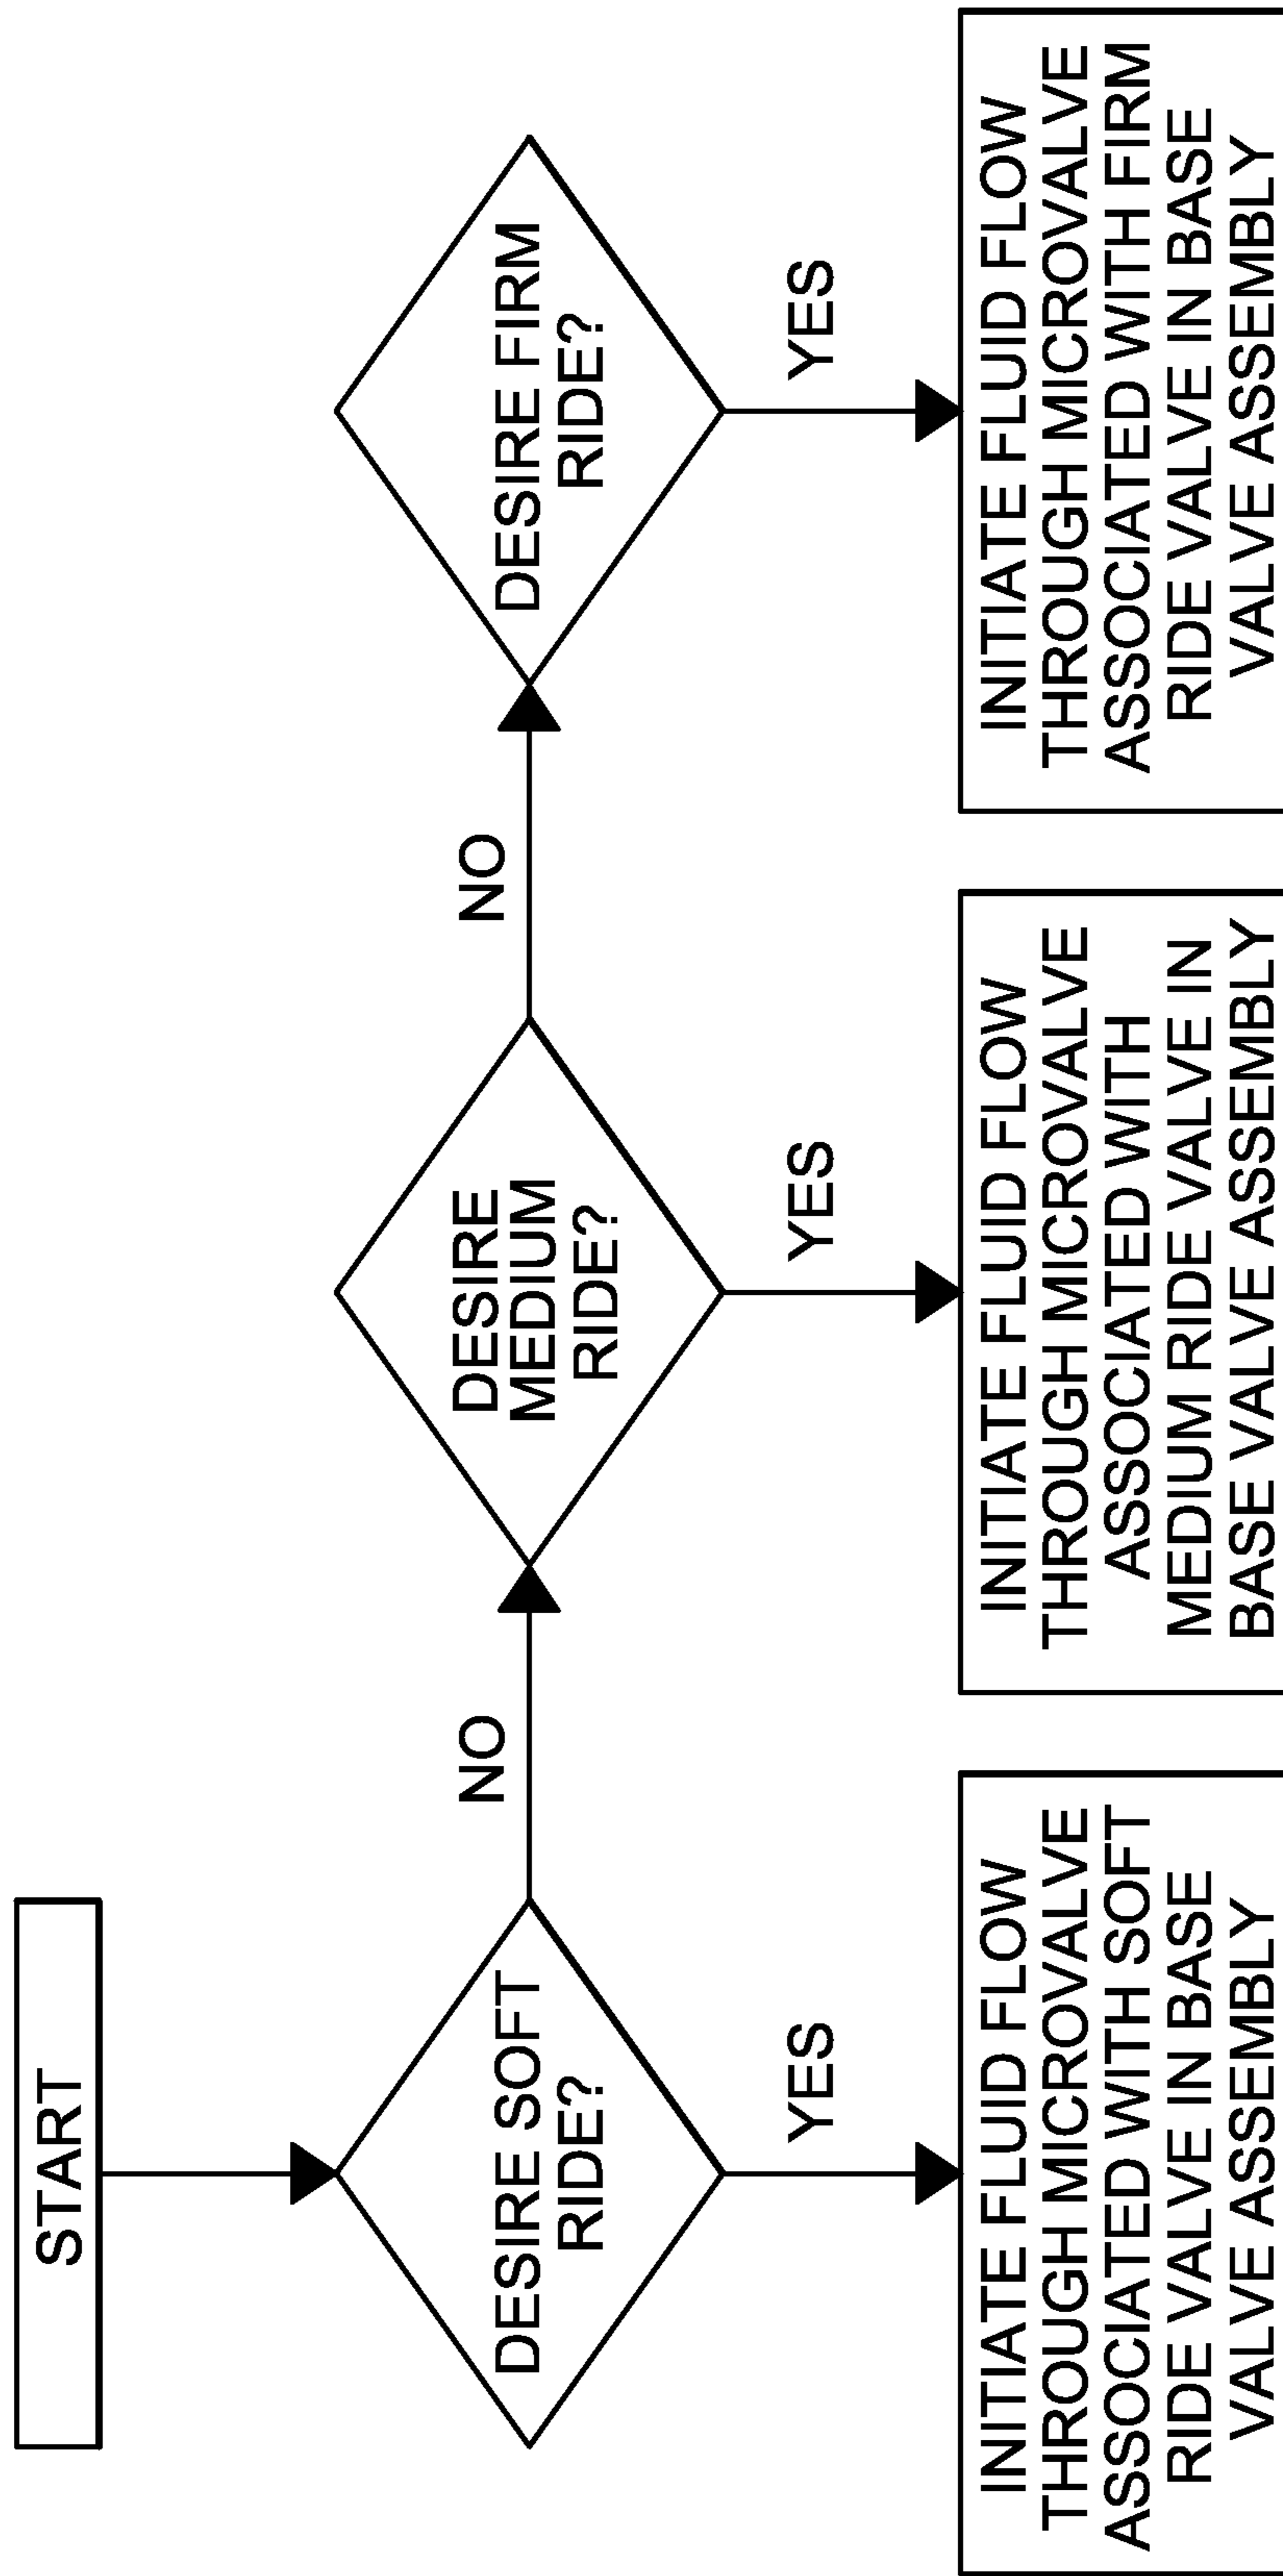 START
DESIRE SOFT
RIDE?
NO
DESIRE
MEDIUM
RIDE?
NO
DESIRE FIRM
RIDE?
YES
YES
YES
INITIATE FLUID FLOW
THROUGH MICROVALVE
ASSOCIATED WITH SOFT
RIDE VALVE IN BASE
VALVE ASSEMBLY
INITIATE FLUID FLOW
THROUGH MICROVALVE
ASSOCIATED WITH
MEDIUM RIDE VALVE IN
BASE VALVE ASSEMBLY
INITIATE FLUID FLOW
THROUGH MICROVALVE
ASSOCIATED WITH FIRM
RIDE VALVE IN BASE
VALVE ASSEMBLY